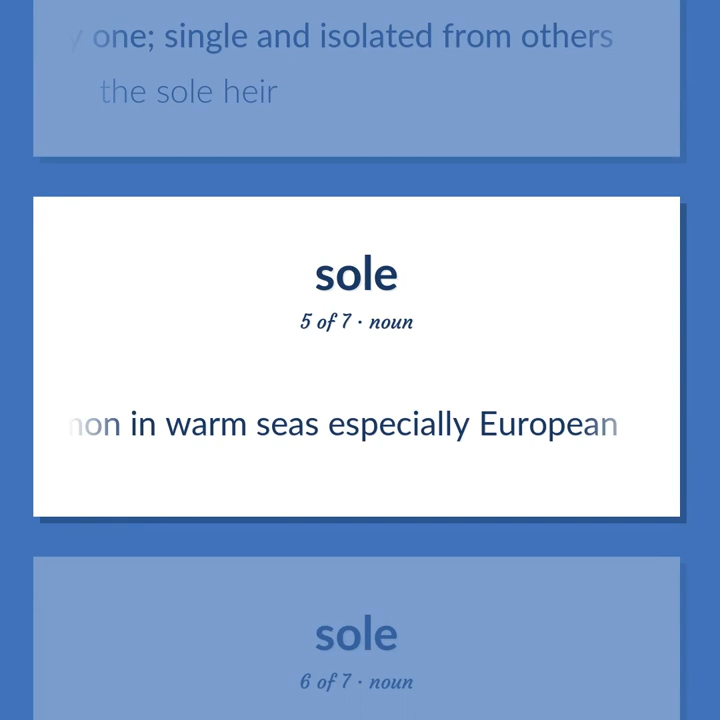 one; single and isolated from others
the sole heir
sole
5 of 7 · noun
in warm seas especially European
sole
6 of 7 · noun